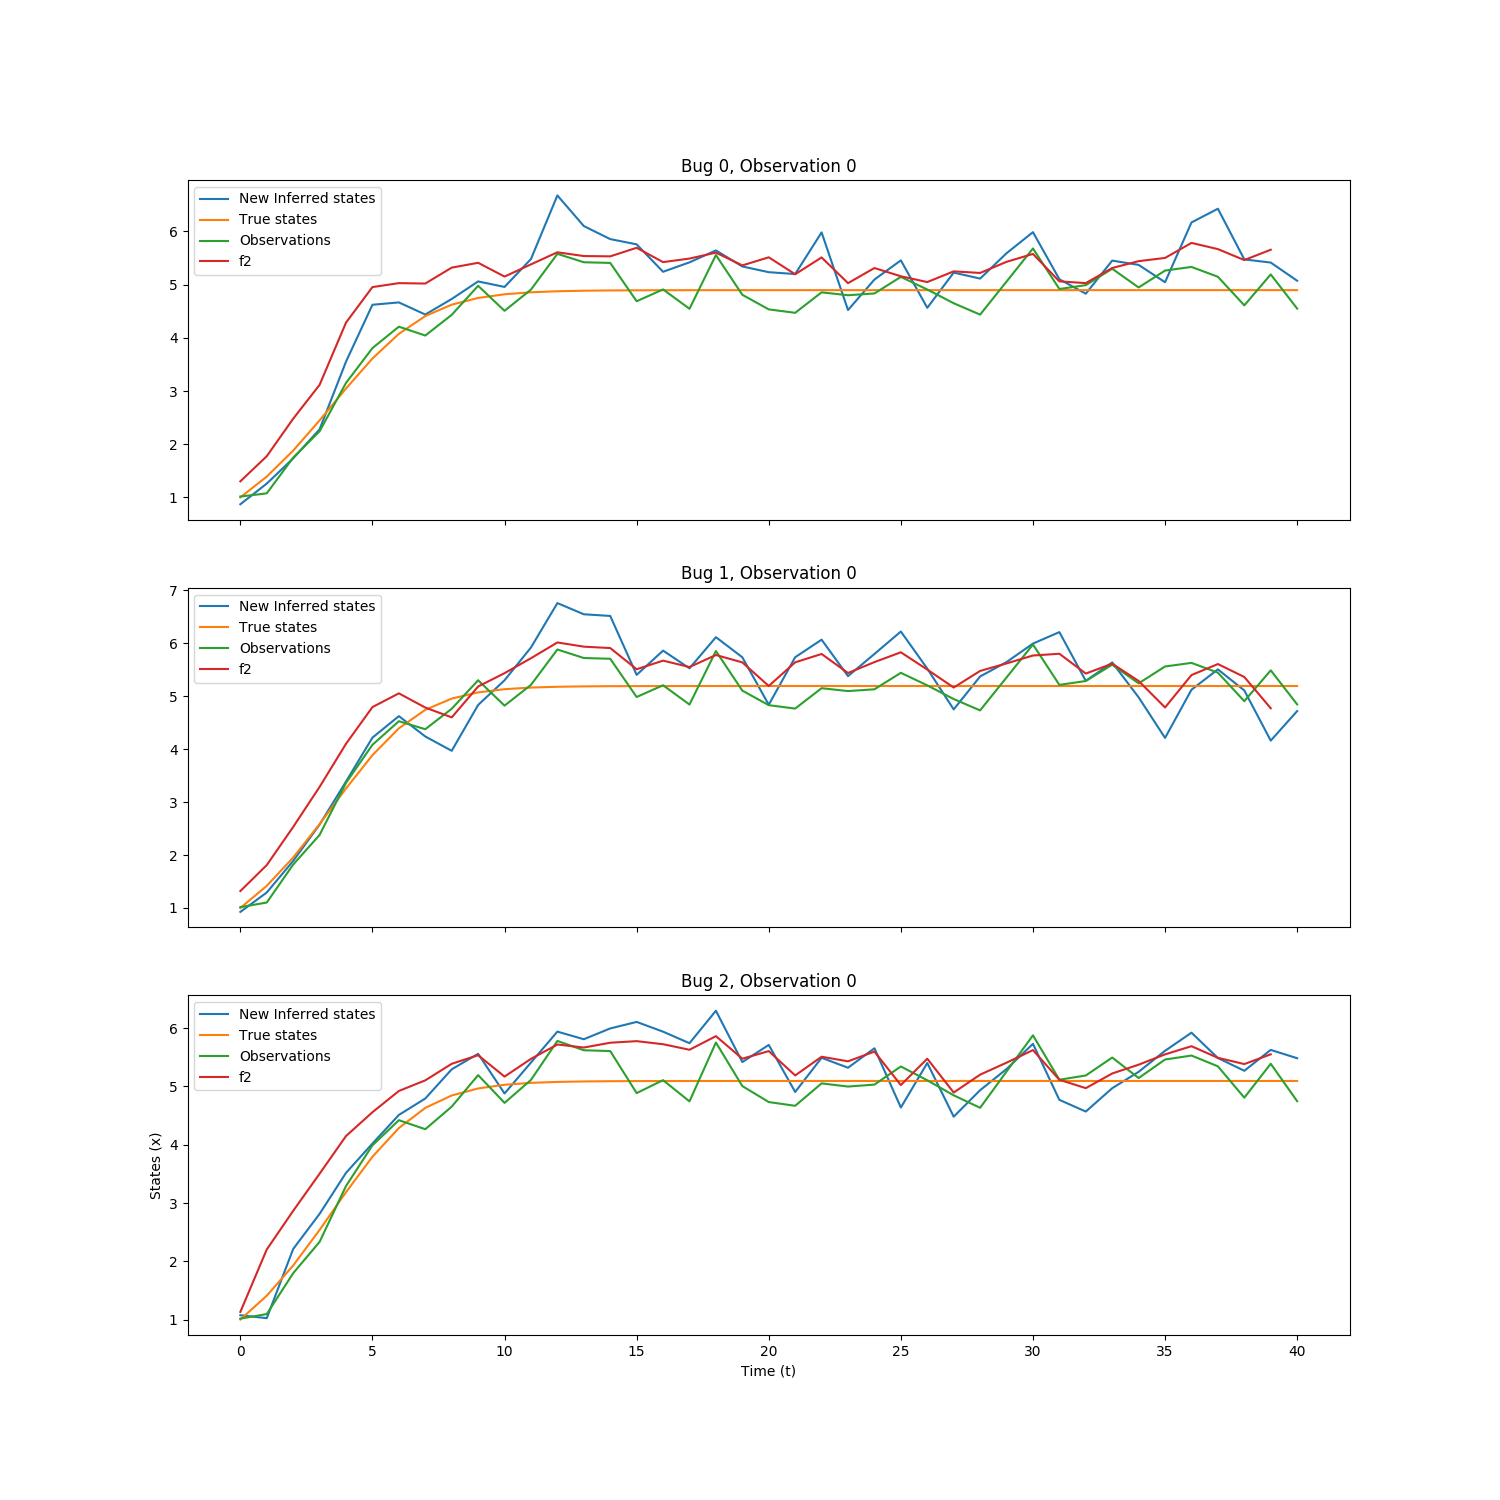 Bug 0, Observation 0
New Inferred states
True states
Observations
f2
6
5
4
3
2
1
Bug 1, Observation 0
New Inferred states
True states
Observations
f2
7
6
5
4
3
2
1
Bug 2, Observation 0
New Inferred states
True states
Observations
f2
6
5
4
3
2
1
States (x)
0 5 10 15 20 25 30 35 40
Time (t)